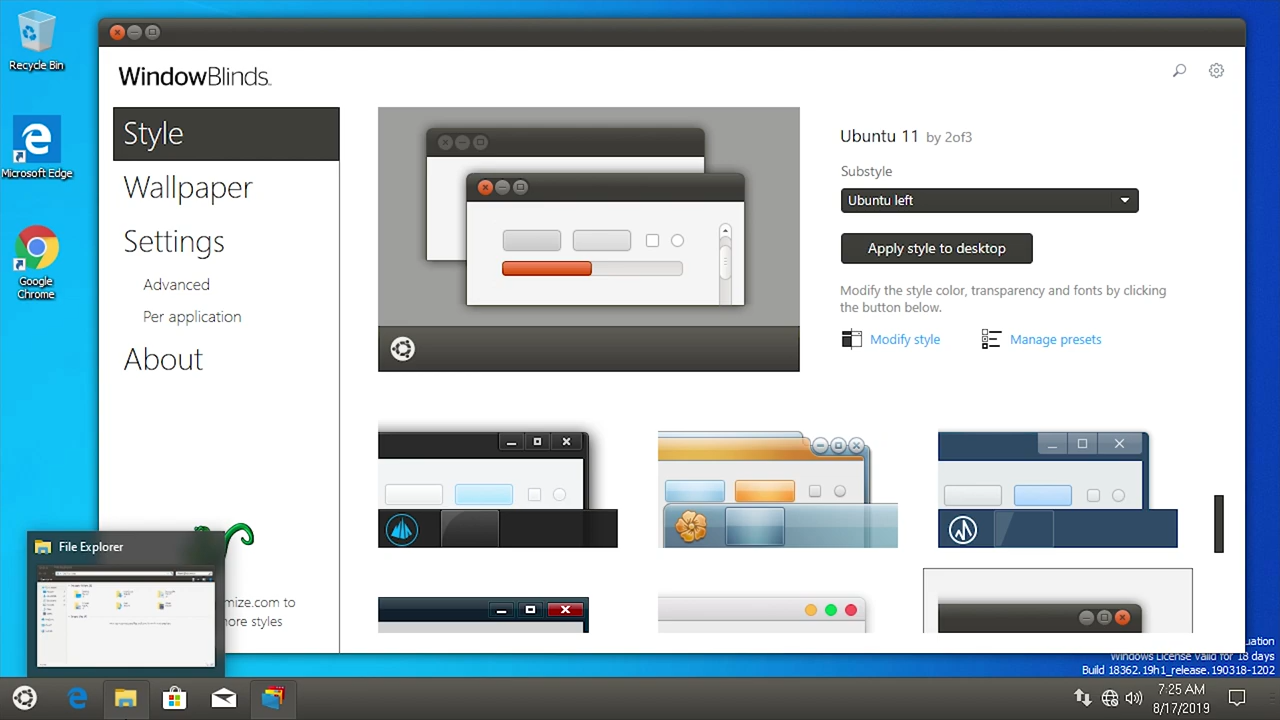 Recycle Bin
Microsoft Edge
Google
Chrome
WindowBlinds
Style
Wallpaper
Settings
Advanced
Per application
About
mize.com to
more styles
File Explorer
Ubuntu 11 by 2of3
Substyle
Ubuntu left
Apply style to desktop
Modify the style color, transparency and fonts by clicking
the button below.
Modify style
Manage presets
uation
Windows License valid for 18 days
Build 18362.19h1_release.190318-1202
7:25 AM
8/17/2019